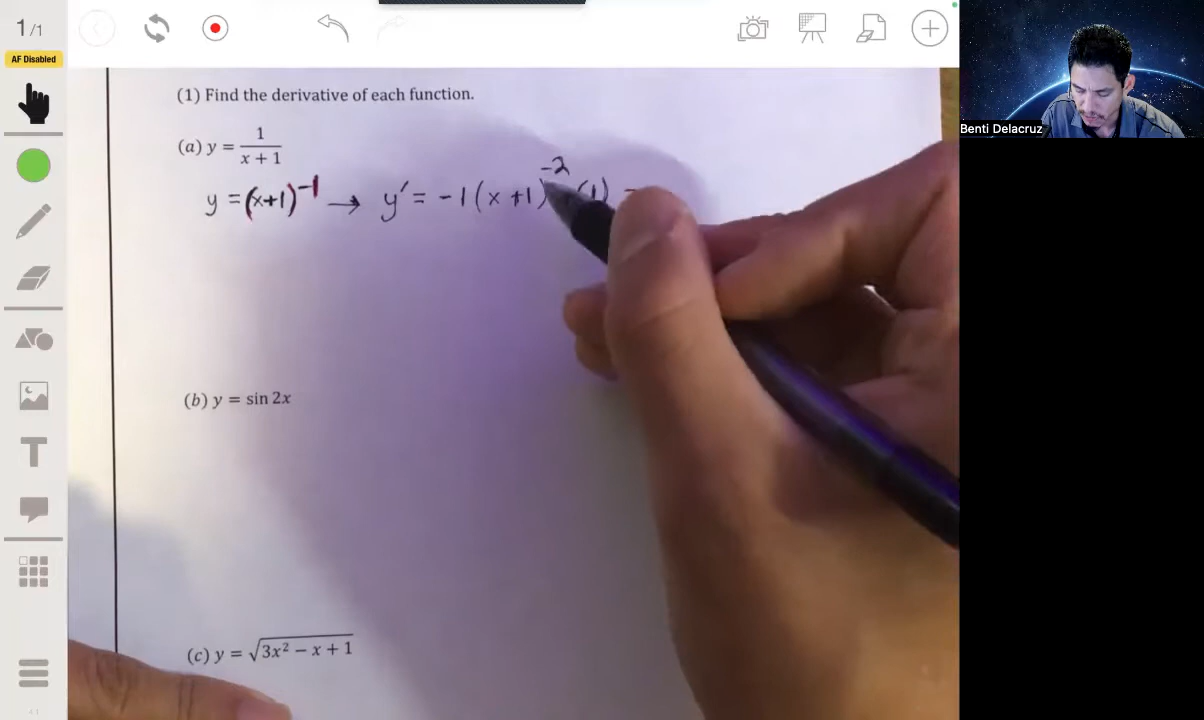 1/1
AF Disabled
Benti Delacruz
(1) Find the derivative of each function.
(a) y = 1/(x + 1)
y = (x+1)⁻¹ → y′ = -1(x+1)⁻² (1)
(b) y = sin 2x
(c) y = √(3x² − x + 1)
T